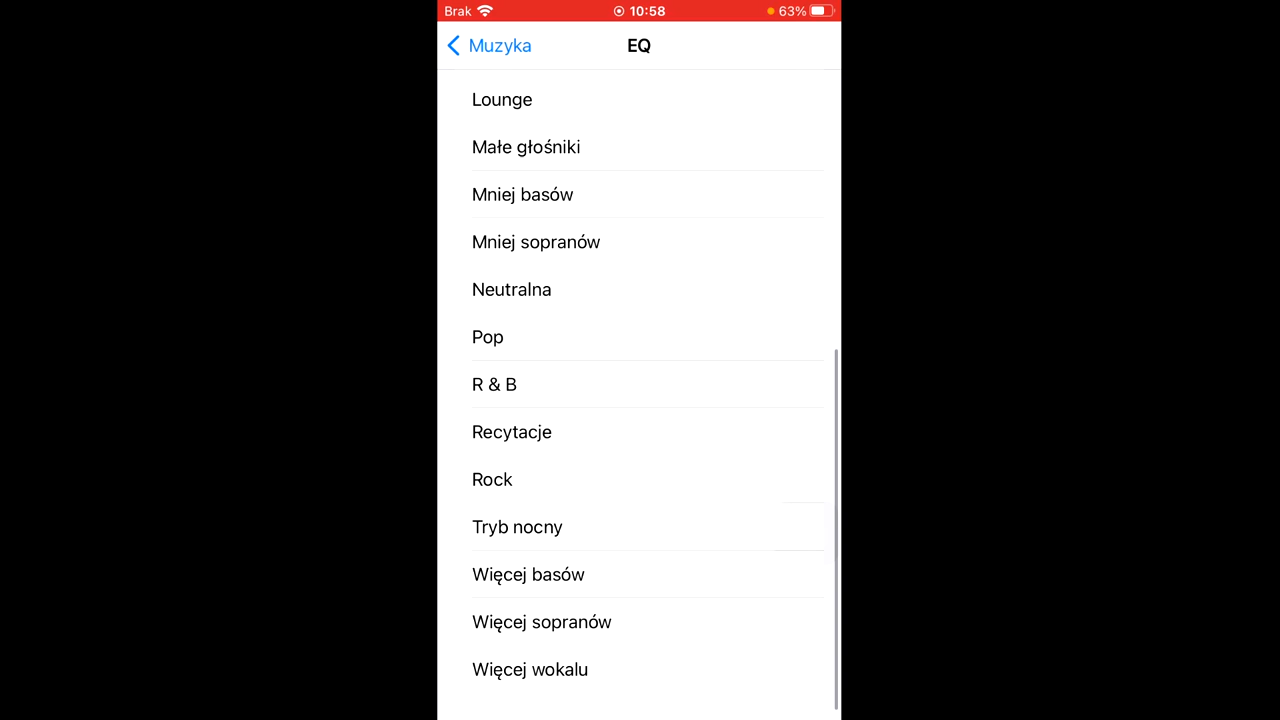 Brak 10:58 63%
Muzyka EQ
Lounge
Małe głośniki
Mniej basów
Mniej sopranów
Neutralna
Pop
R & B
Recytacje
Rock
Tryb nocny
Więcej basów
Więcej sopranów
Więcej wokalu